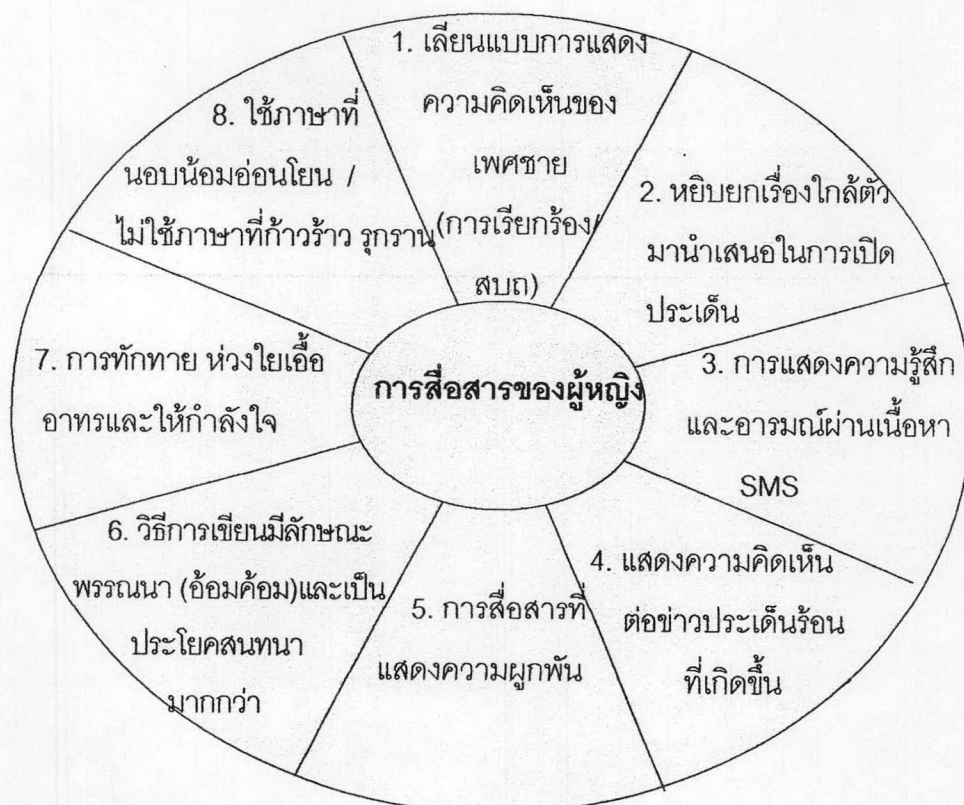 1. เลียนแบบการแสดง
ความคิดเห็นของ
เพศชาย
(การเรียกร้อง/
สบถ)
2. หยิบยกเรื่องใกล้ตัว
มานำเสนอในการเปิด
ประเด็น
3. การแสดงความรู้สึก
และอารมณ์ผ่านเนื้อหา
SMS
4. แสดงความคิดเห็น
ต่อข่าวประเด็นร้อน
ที่เกิดขึ้น
5. การสื่อสารที่
แสดงความผูกพัน
6. วิธีการเขียนมีลักษณะ
พรรณนา (อ้อมค้อม)และเป็น
ประโยคสนทนา
มากกว่า
7. การทักทาย ห่วงใยเอื้อ
อาทรและให้กำลังใจ
8. ใช้ภาษาที่
นอบน้อมอ่อนโยน /
ไม่ใช้ภาษาที่ก้าวร้าว รุกราน
การสื่อสารของผู้หญิง